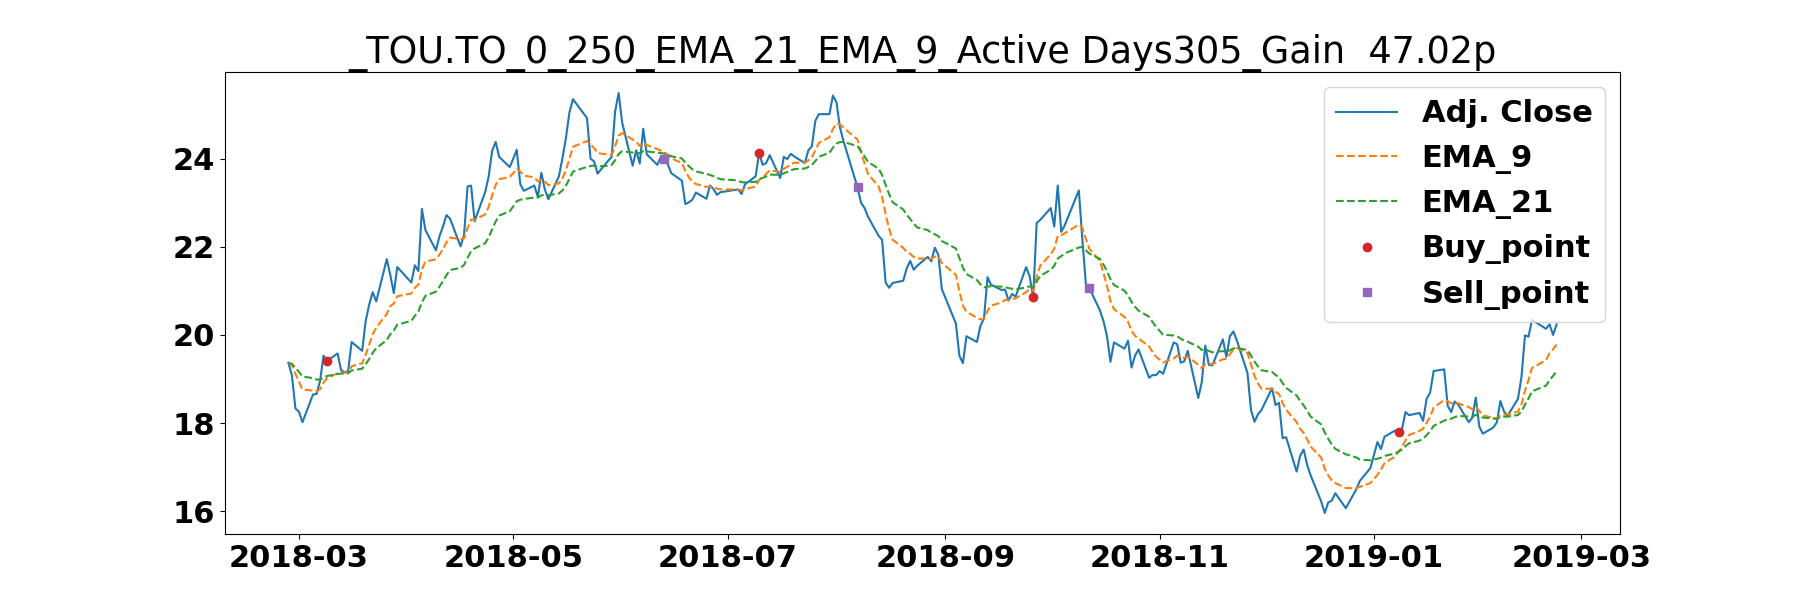 _TOU.TO_0_250_EMA_21_EMA_9_Active Days305_Gain  47.02p
Adj. Close
EMA_9
EMA_21
Buy_point
Sell_point
24
22
20
18
16
2018-03 2018-05 2018-07 2018-09 2018-11 2019-01 2019-03